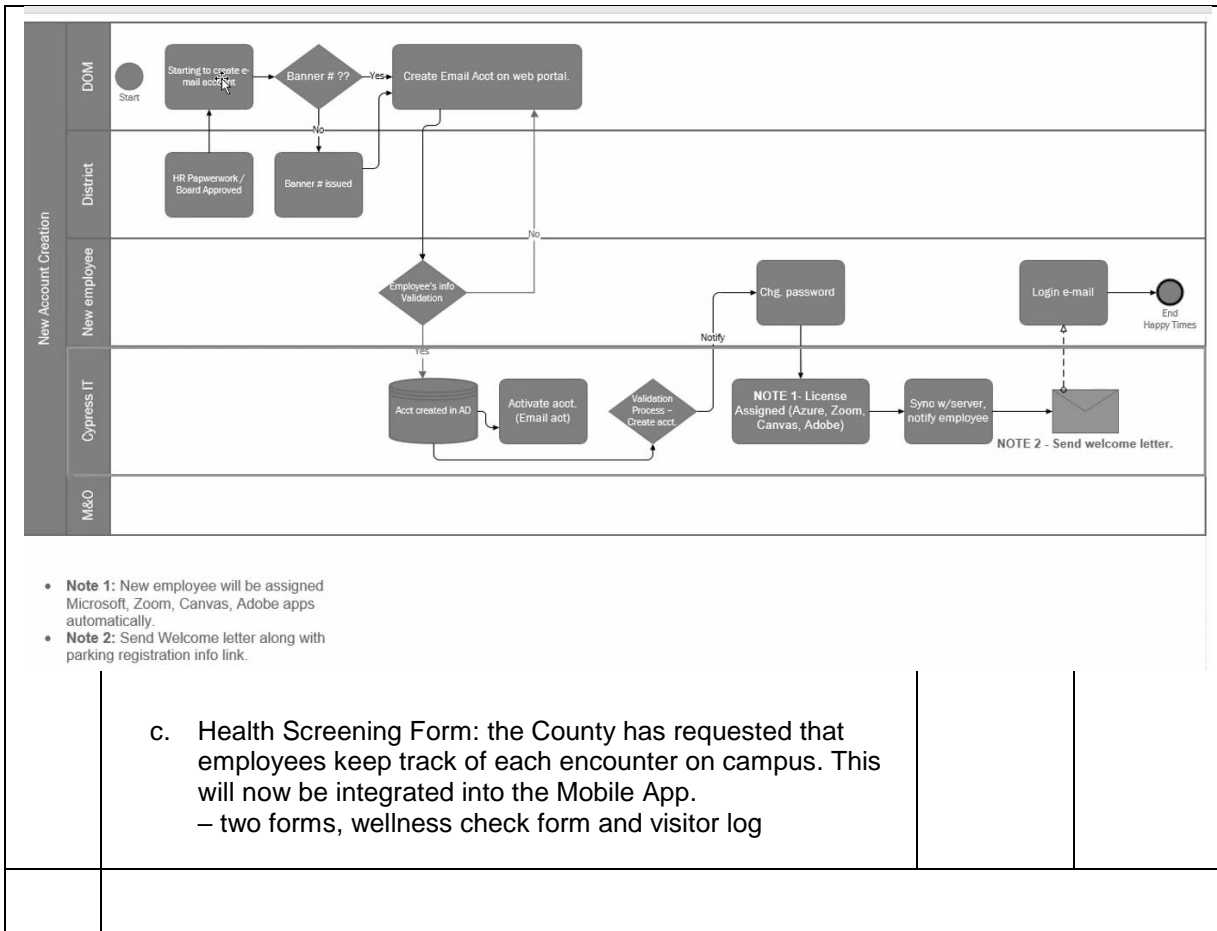 New Account Creation
DOM
Start
Starting to create e-
mail account
Banner # ??
Yes
Create Email Acct on web portal.
No
District
HR Papwerwork /
Board Approved
Banner # issued
No
New employee
Employee's info
Validation
Chg. password
Login e-mail
End
Happy Times
Notify
Yes
Cypress IT
Acct created in AD
Activate acct.
(Email act)
Validation
Process –
Create acct.
NOTE 1- License
Assigned (Azure, Zoom,
Canvas, Adobe)
Sync w/server,
notify employee
NOTE 2 - Send welcome letter.
M&O
• Note 1: New employee will be assigned
Microsoft, Zoom, Canvas, Adobe apps
automatically.
• Note 2: Send Welcome letter along with
parking registration info link.
c. Health Screening Form: the County has requested that
employees keep track of each encounter on campus. This
will now be integrated into the Mobile App.
– two forms, wellness check form and visitor log